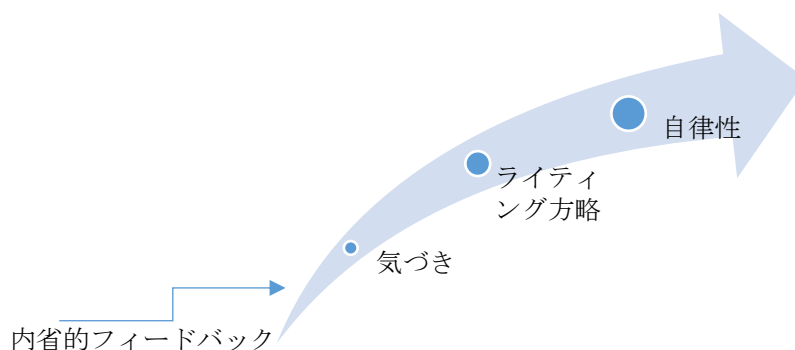 自律性
ライティ
ング方略
気づき
内省的フィードバック